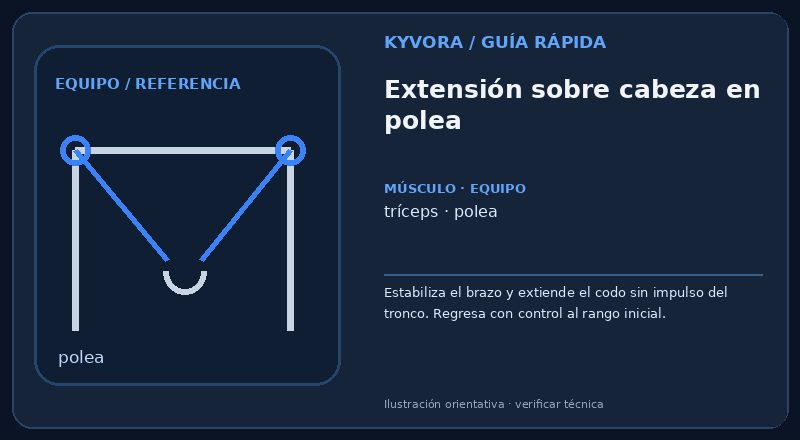 EQUIPO / REFERENCIA
polea
KYVORA / GUÍA RÁPIDA
Extensión sobre cabeza en
polea
MÚSCULO · EQUIPO
tríceps · polea
Estabiliza el brazo y extiende el codo sin impulso del
tronco. Regresa con control al rango inicial.
Ilustración orientativa · verificar técnica